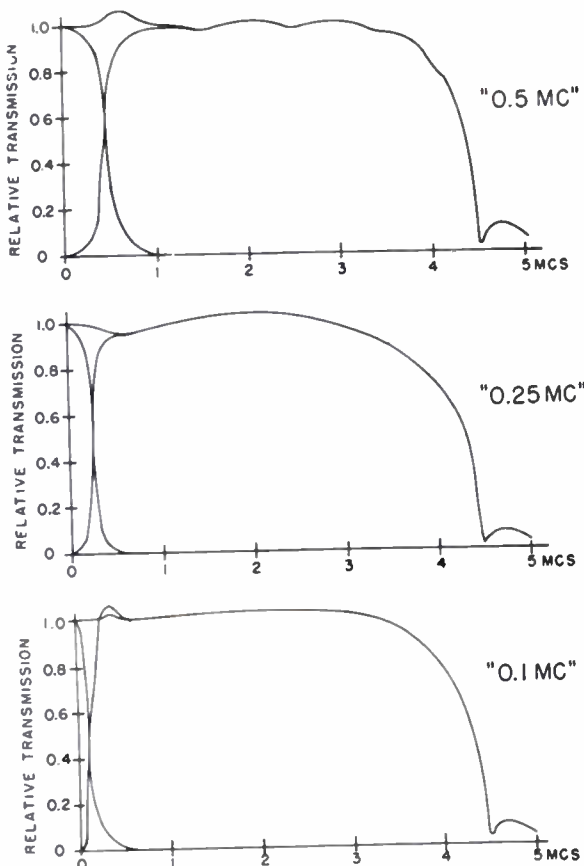 RELATIVE TRANSMISSION
1.0
0.8
0.6
0.4
0.2
0
0 1 2 3 4 5 MCS
"0.5 MC"
RELATIVE TRANSMISSION
1.0
0.8
0.6
0.4
0.2
0
0 1 2 3 4 5 MCS
"0.25 MC"
RELATIVE TRANSMISSION
1.0
0.8
0.6
0.4
0.2
0
0 1 2 3 4 5 MCS
"0.1 MC"